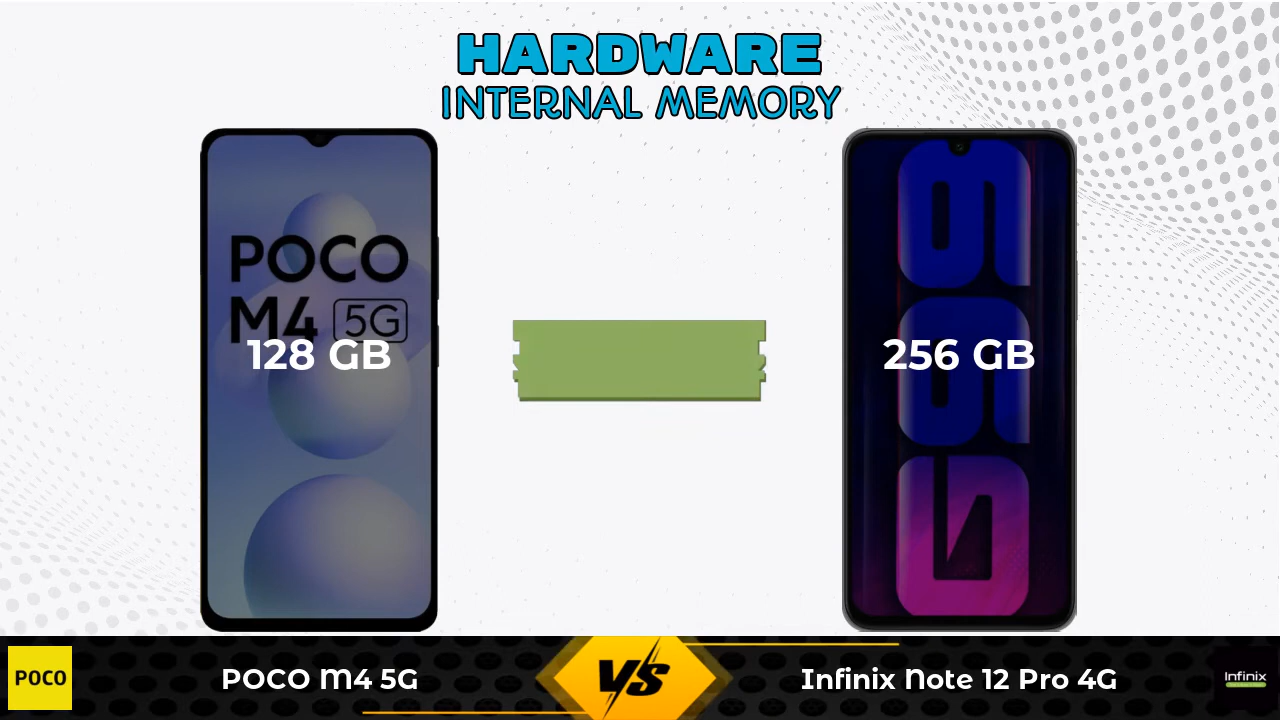 HARDWARE
INTERNAL MEMORY
POCO
M4 5G
128 GB
G96
256 GB
POCO
POCO M4 5G
VS
Infinix Note 12 Pro 4G
Infinix